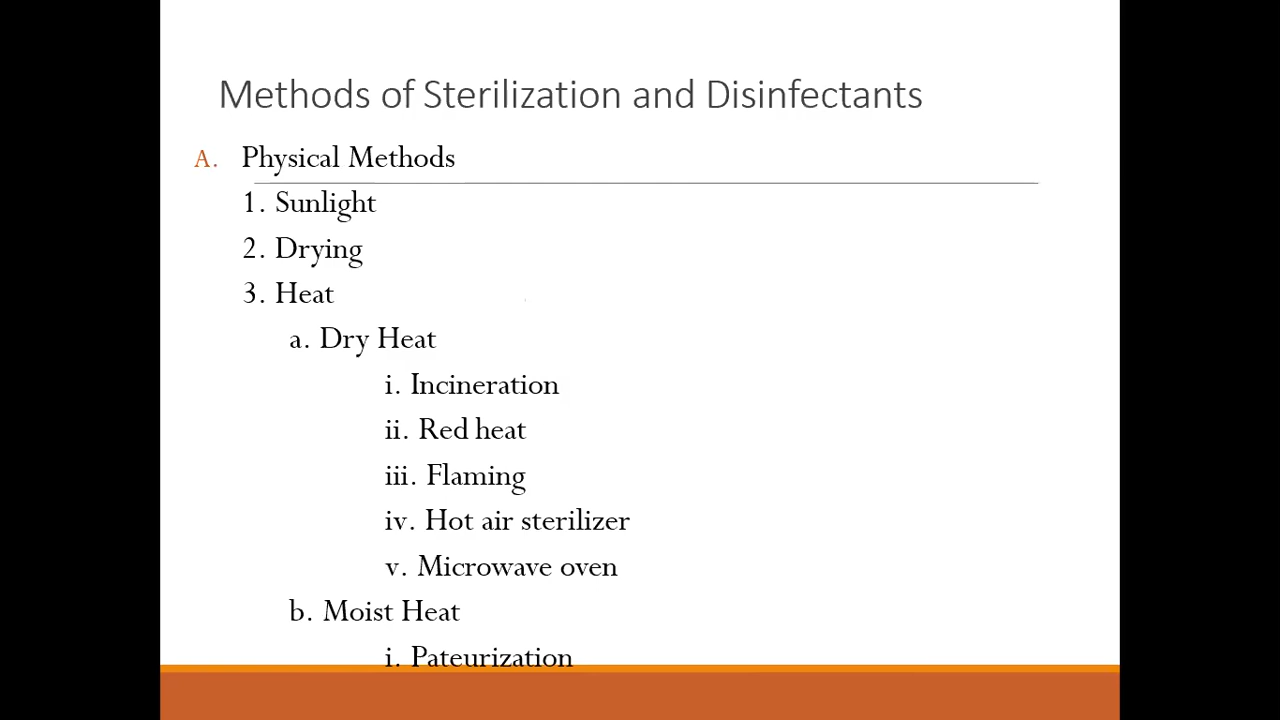 Methods of Sterilization and Disinfectants
A. Physical Methods
1. Sunlight
2. Drying
3. Heat
a. Dry Heat
i. Incineration
ii. Red heat
iii. Flaming
iv. Hot air sterilizer
v. Microwave oven
b. Moist Heat
i. Pateurization